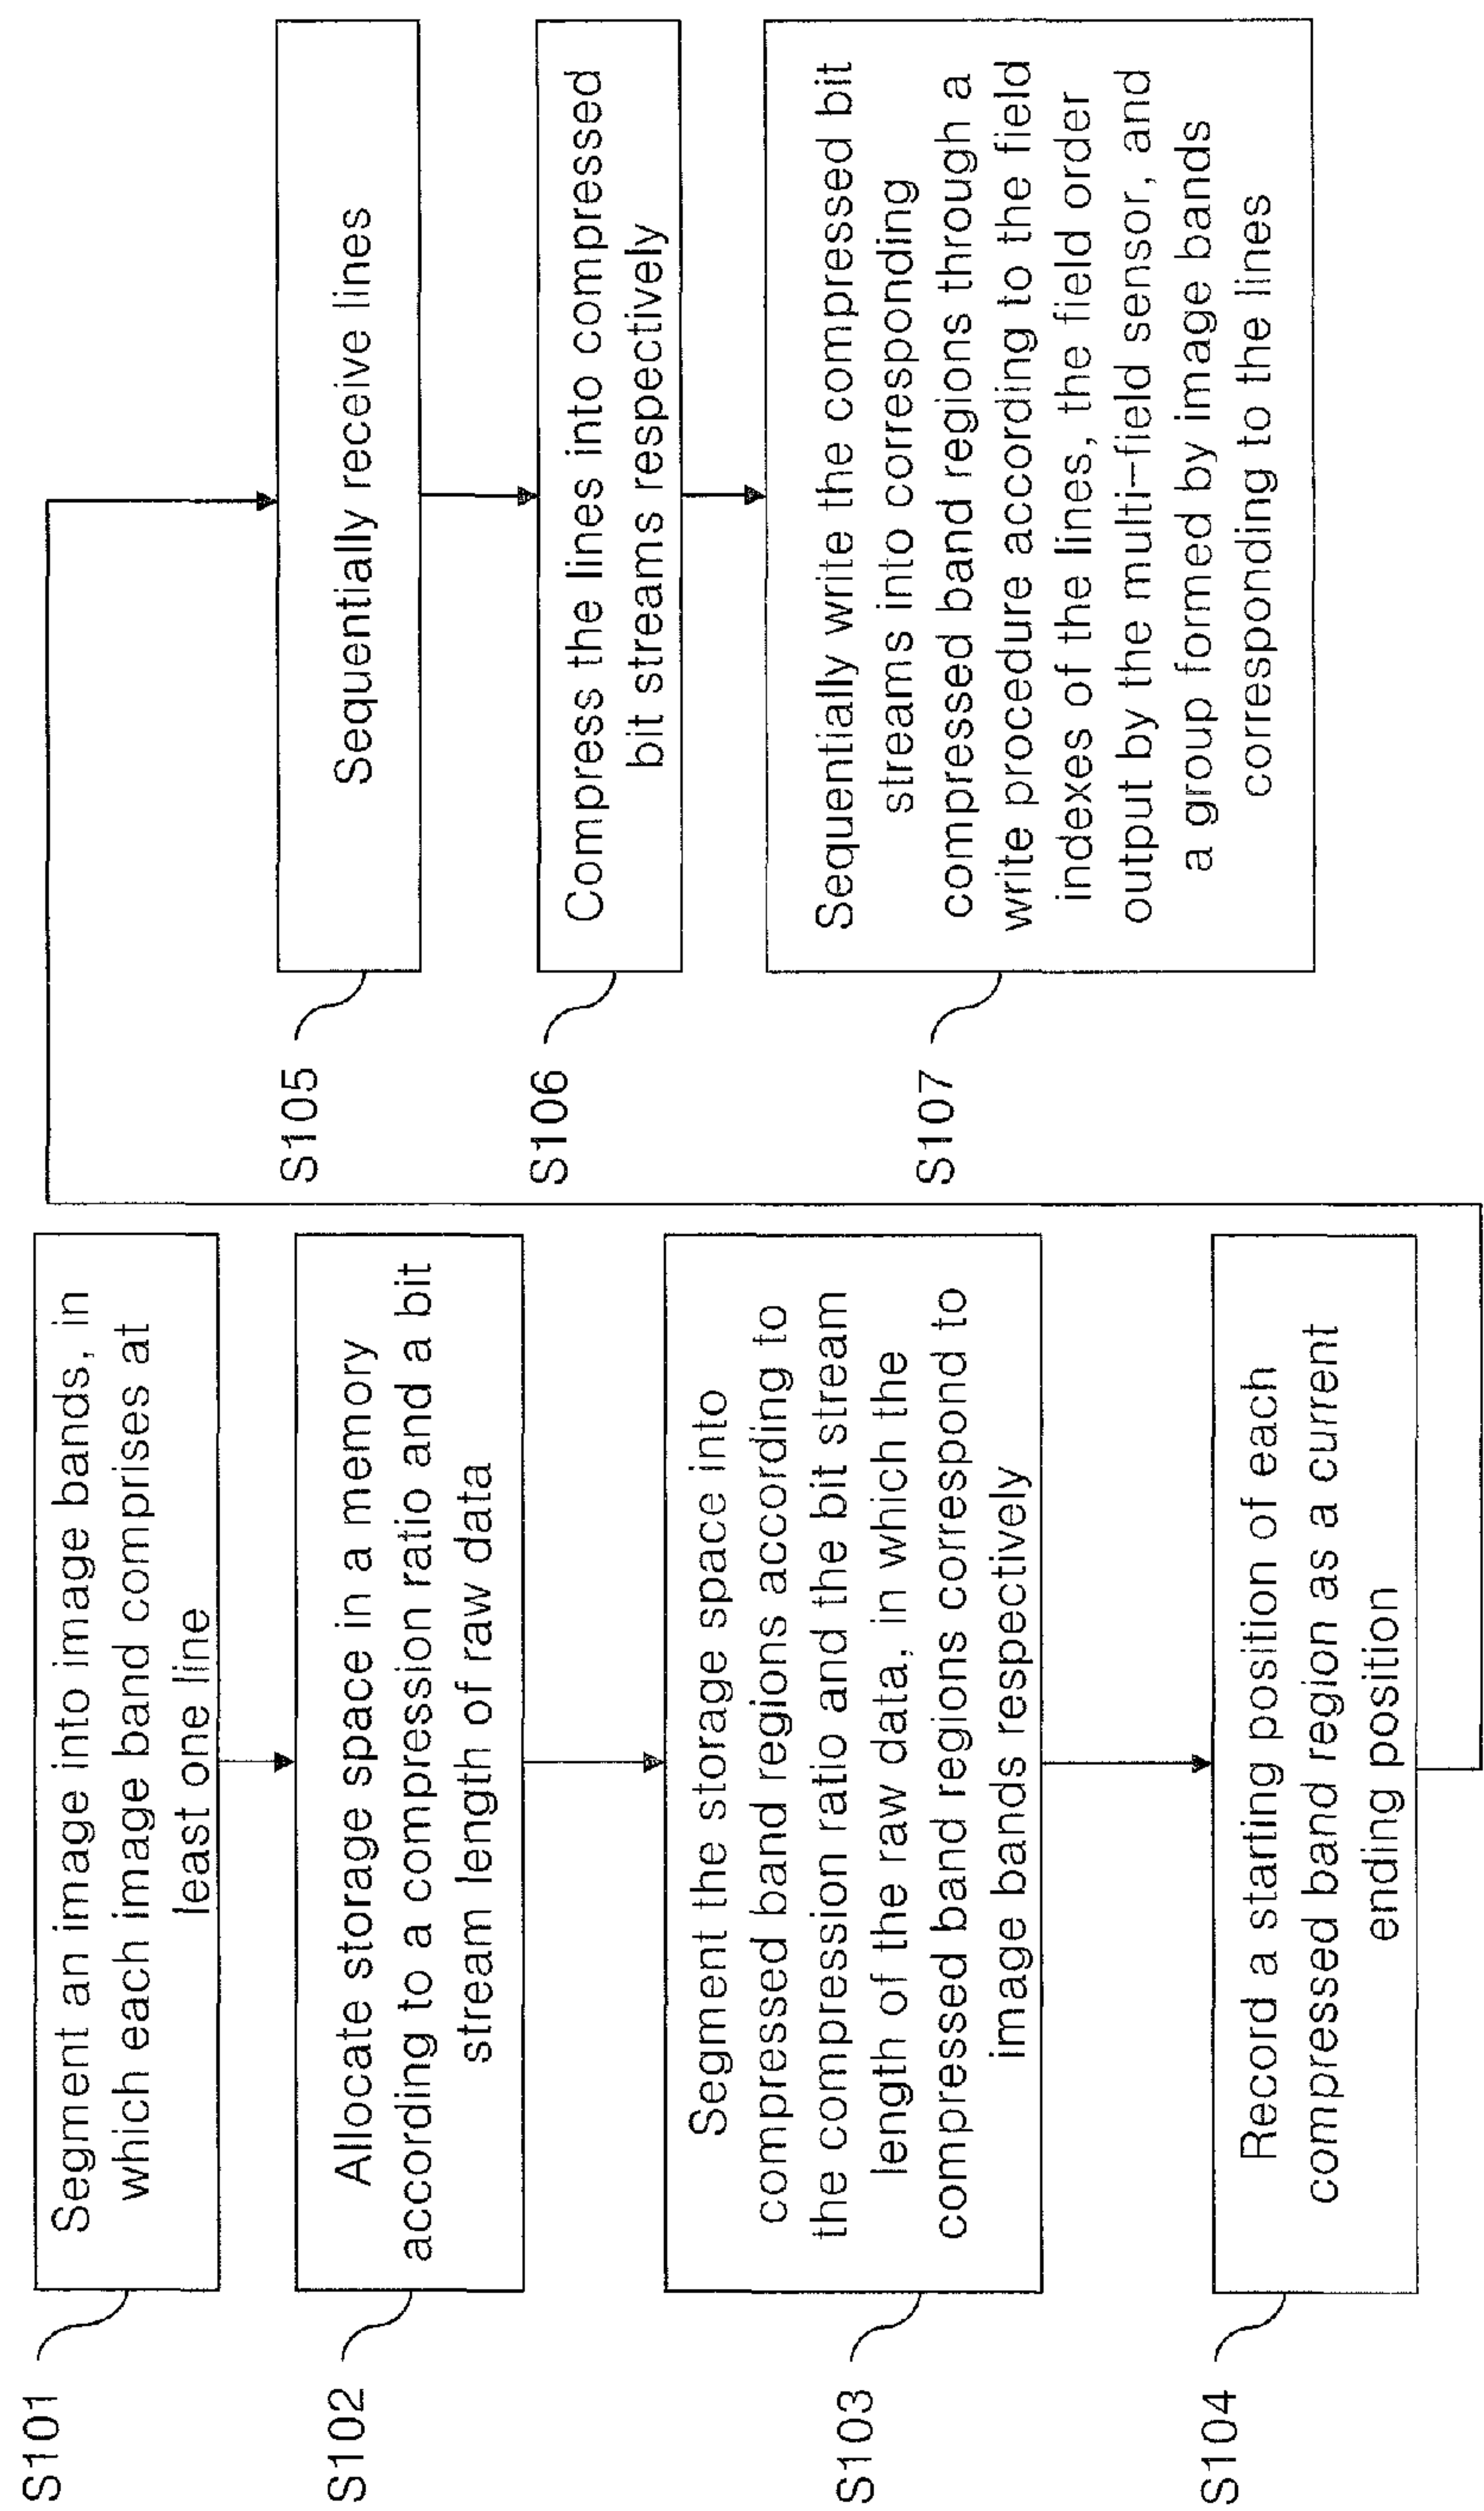 S101
Segment an image into image bands, in
which each image band comprises at
least one line
S102
Allocate storage space in a memory
according to a compression ratio and a bit
stream length of raw data
S103
Segment the storage space into
compressed band regions according to
the compression ratio and the bit stream
length of the raw data, in which the
compressed band regions correspond to
image bands respectively
S104
Record a starting position of each
compressed band region as a current
ending position
S105
Sequentially receive lines
S106
Compress the lines into compressed
bit streams respectively
S107
Sequentially write the compressed bit
streams into corresponding
compressed band regions through a
write procedure according to the field
indexes of the lines, the field order
output by the multi-field sensor, and
a group formed by image bands
corresponding to the lines